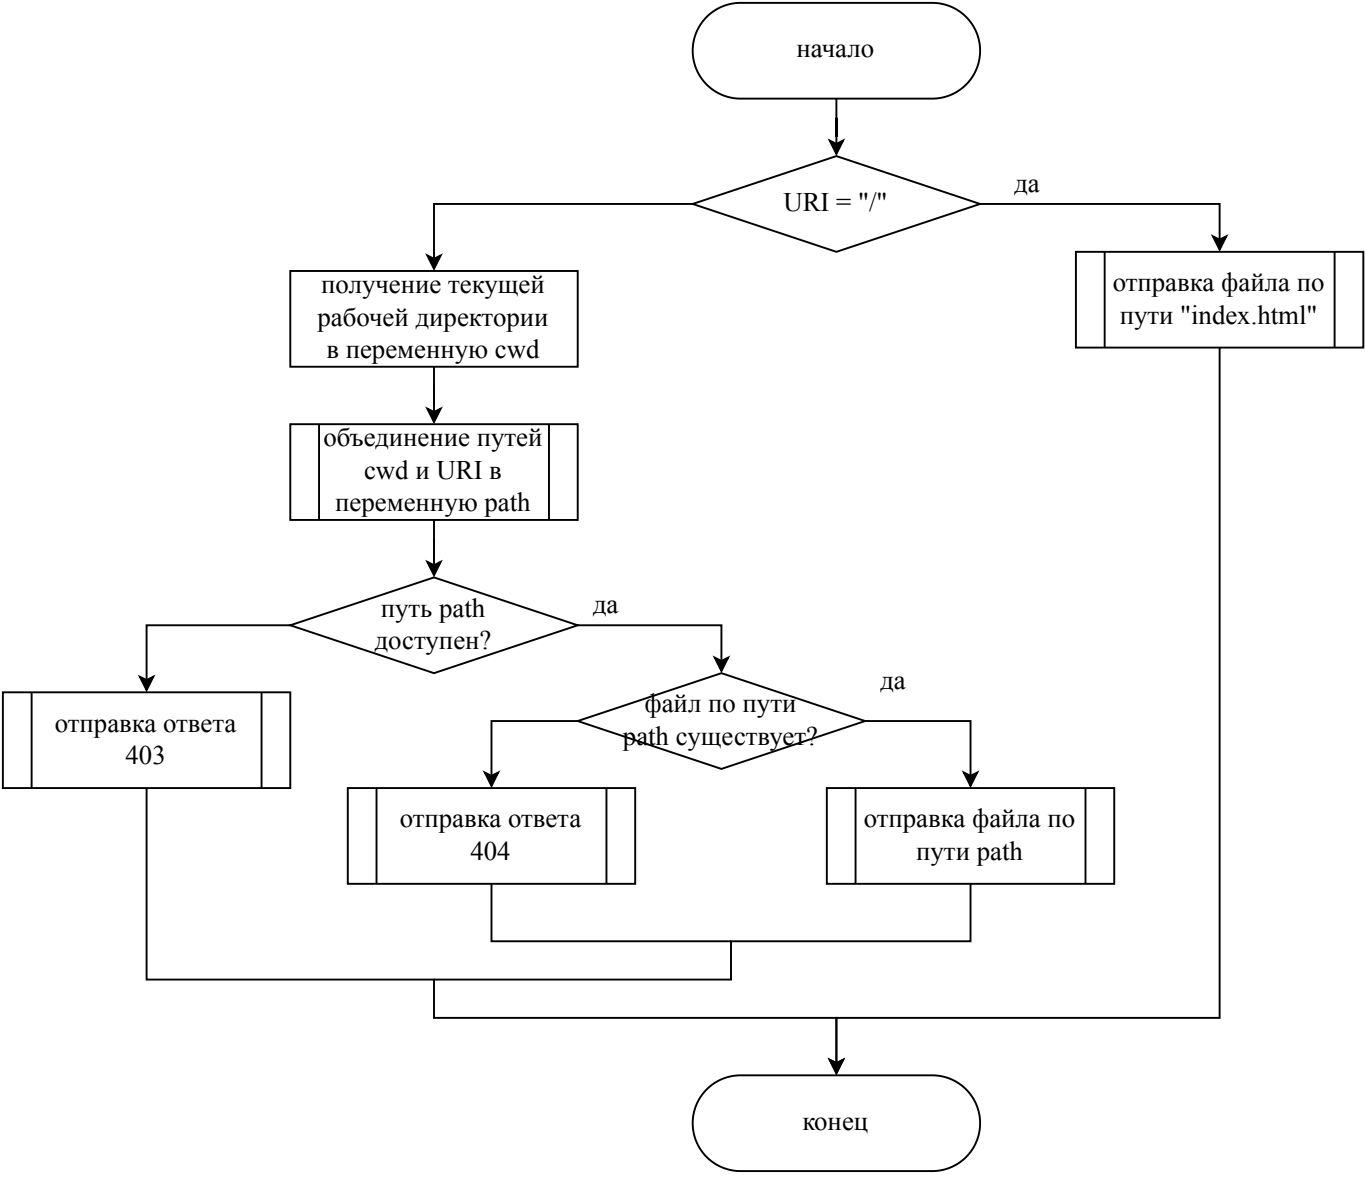 начало
URI = "/"
да
получение текущей
рабочей директории
в переменную cwd
отправка файла по
пути "index.html"
объединение путей
cwd и URI в
переменную path
путь path
доступен?
да
файл по пути
path существует?
да
отправка ответа
403
отправка ответа
404
отправка файла по
пути path
конец